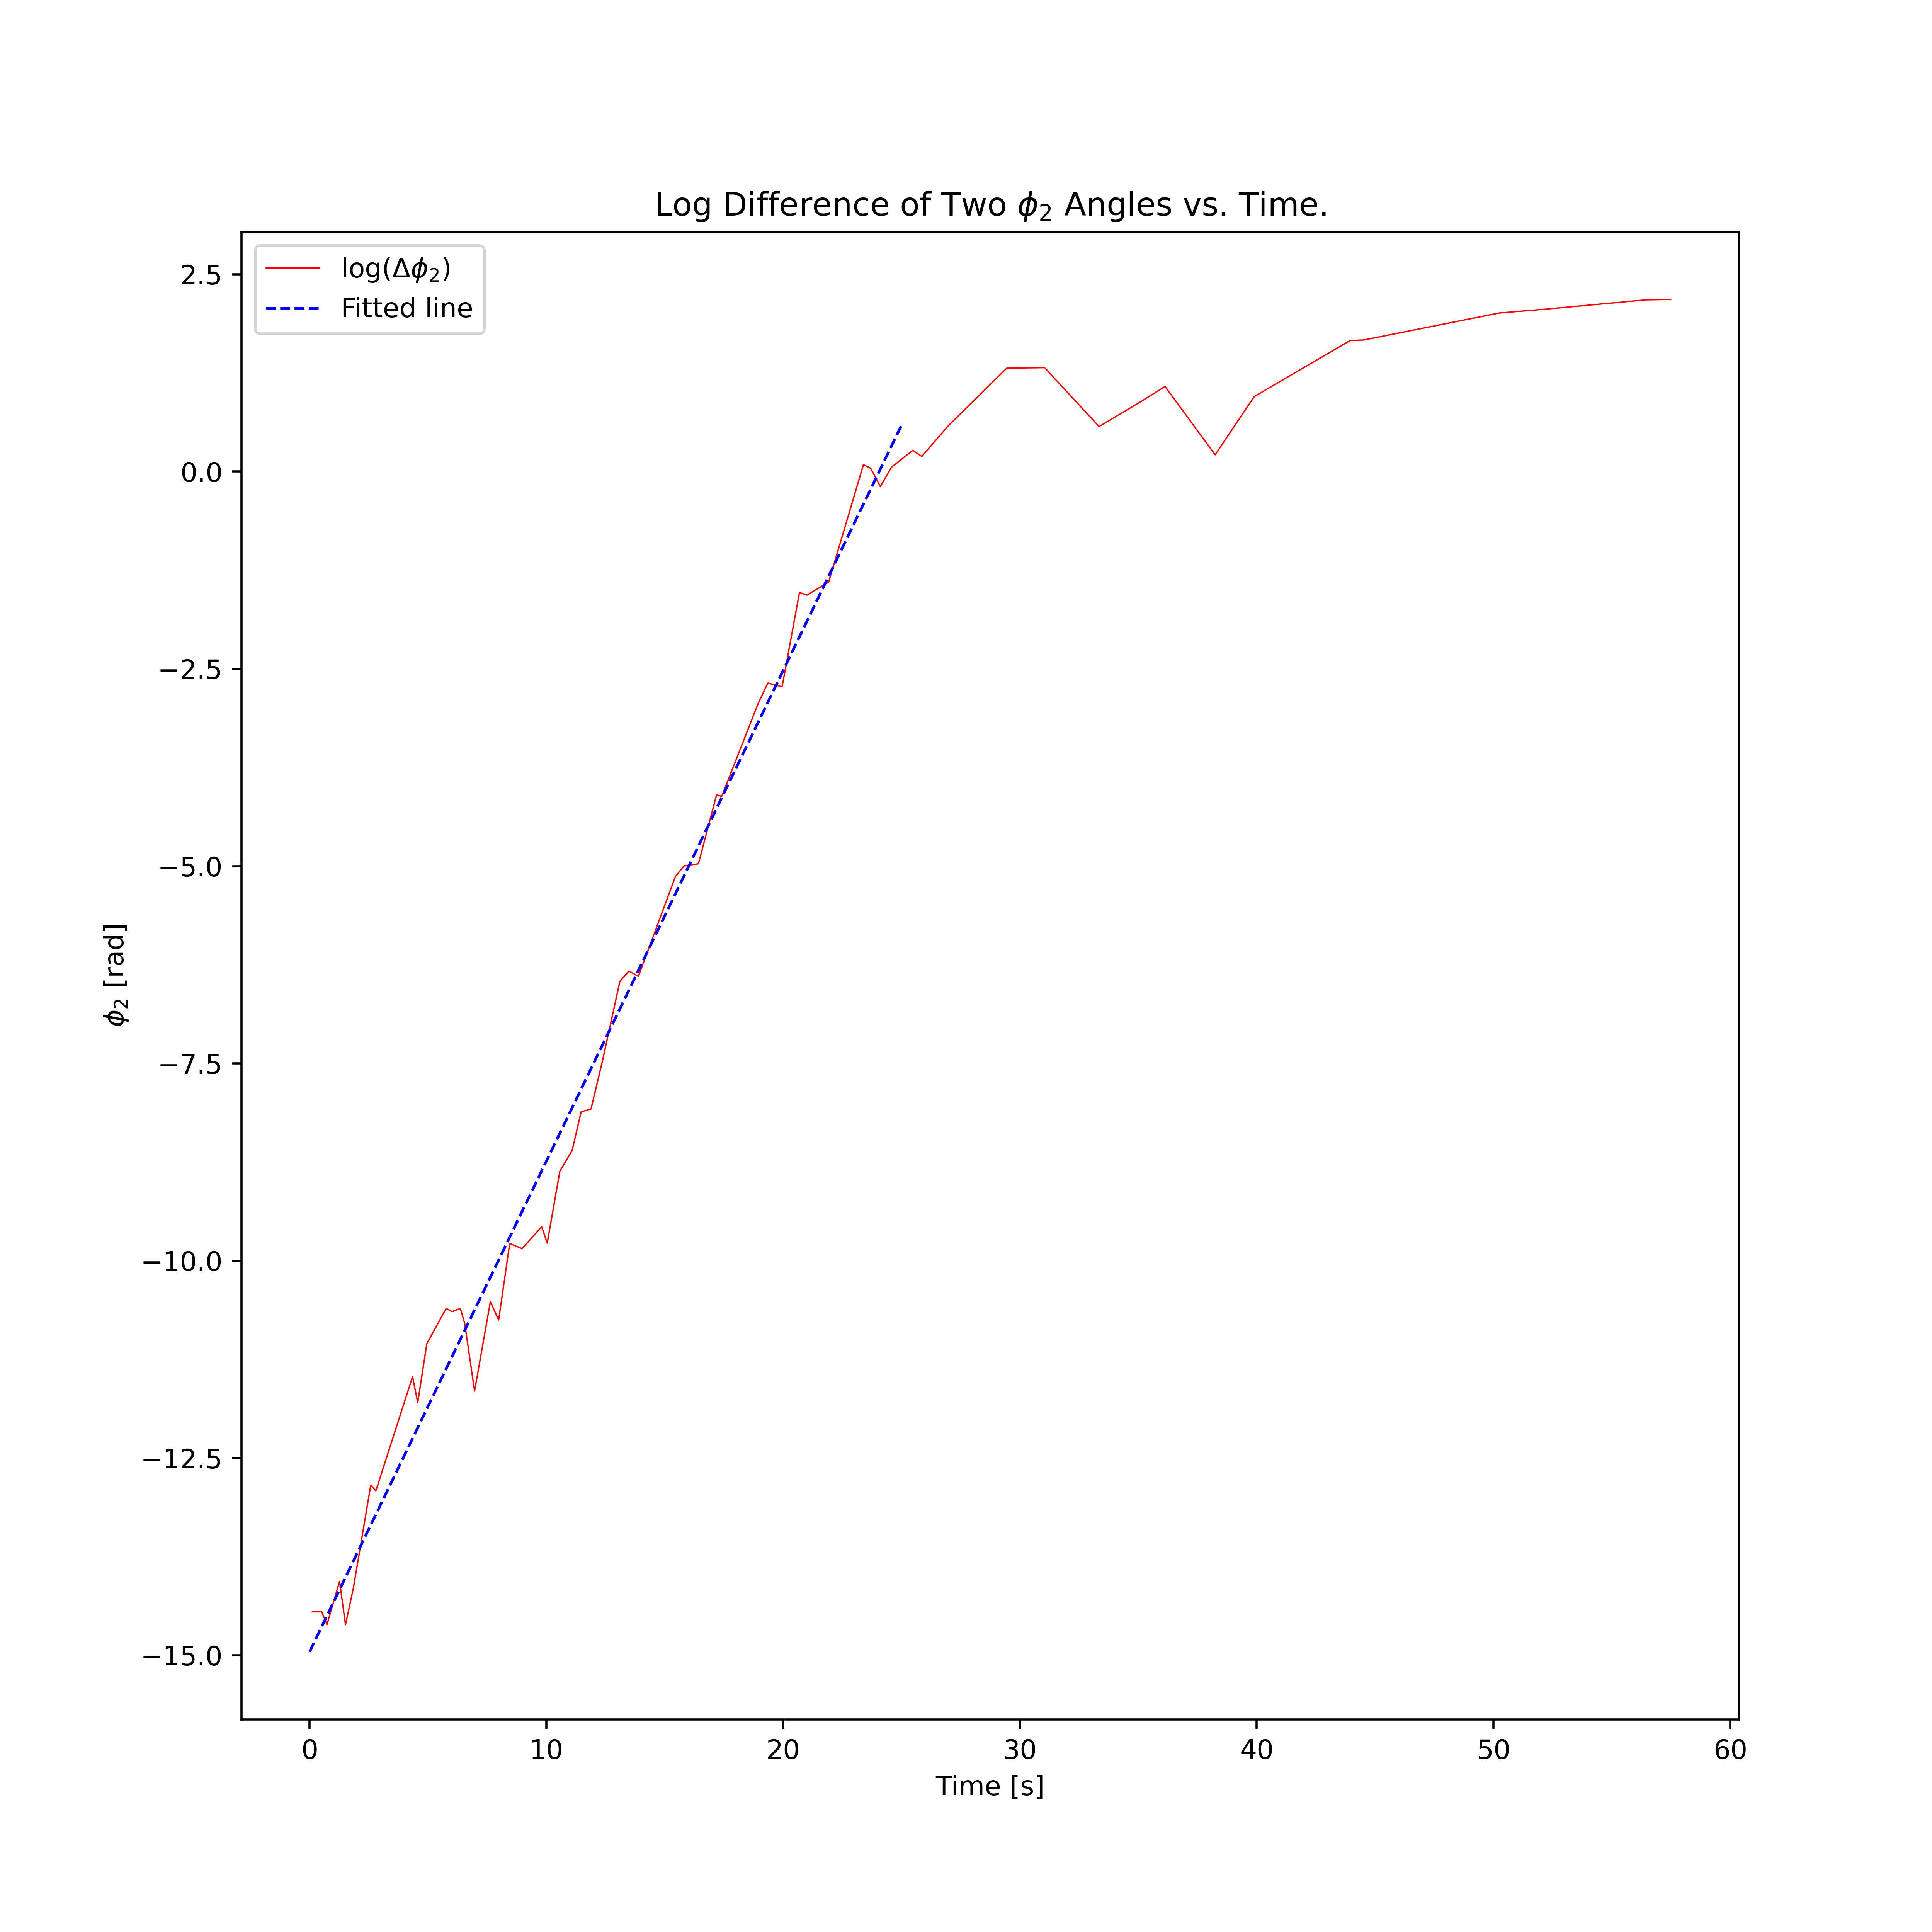 Log Difference of Two ϕ₂ Angles vs. Time.
log(Δϕ₂)
Fitted line
2.5
0.0
−2.5
−5.0
−7.5
−10.0
−12.5
−15.0
ϕ₂ [rad]
0 10 20 30 40 50 60
Time [s]